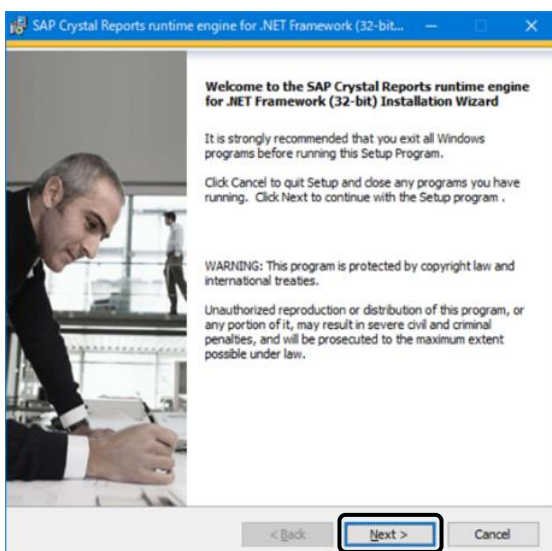 SAP Crystal Reports runtime engine for .NET Framework (32-bit...
Welcome to the SAP Crystal Reports runtime engine
for .NET Framework (32-bit) Installation Wizard
It is strongly recommended that you exit all Windows
programs before running this Setup Program.
Click Cancel to quit Setup and close any programs you have
running. Click Next to continue with the Setup program .
WARNING: This program is protected by copyright law and
international treaties.
Unauthorized reproduction or distribution of this program, or
any portion of it, may result in severe civil and criminal
penalties, and will be prosecuted to the maximum extent
possible under law.
< Back Next > Cancel